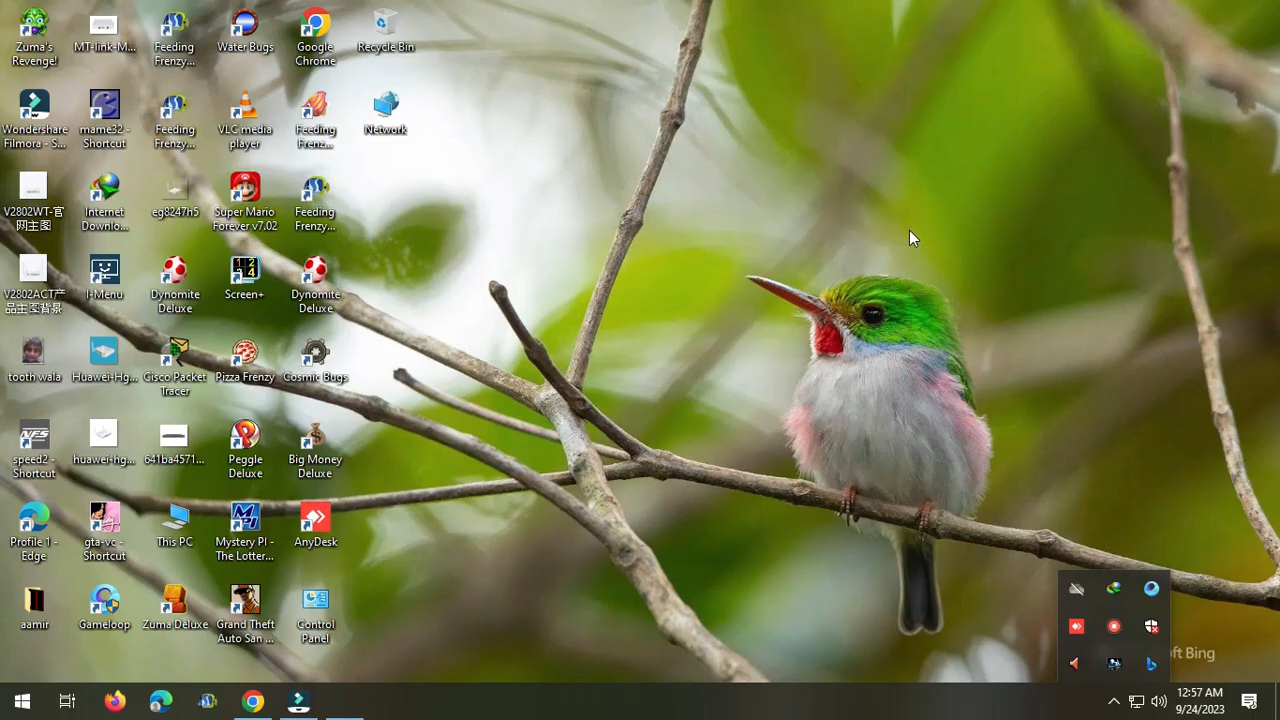 Zuma's
Revenge!
MT-link-M...
Feeding
Frenzy...
Water Bugs
Google
Chrome
Recycle Bin
Wondershare
Filmora - S...
mame32 -
Shortcut
Feeding
Frenzy...
VLC media
player
Feeding
Frenz...
Network
V2802WT-官
网主图
Internet
Downlo...
eg8247h5
Super Mario
Forever v7.02
Feeding
Frenzy...
V2802ACT产
品主图背景
I-Menu
Dynomite
Deluxe
Screen+
Dynomite
Deluxe
tooth wala
Huawei-Hg...
Cisco Packet
Tracer
Pizza Frenzy
Cosmic Bugs
speed2 -
Shortcut
huawei-hg...
641ba4571...
Peggle
Deluxe
Big Money
Deluxe
Profile 1 -
Edge
gta-vc -
Shortcut
This PC
Mystery PI -
The Lotter...
AnyDesk
aamir
Gameloop
Zuma Deluxe
Grand Theft
Auto San ...
Control
Panel
oft Bing
12:57 AM
9/24/2023